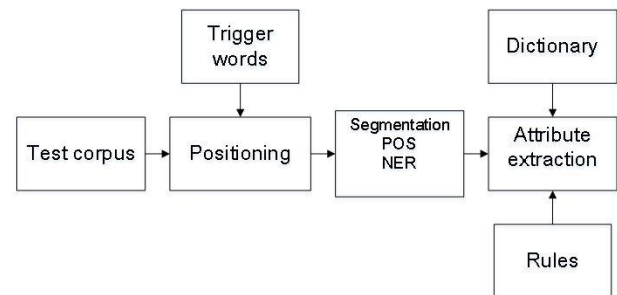 Trigger
words
Dictionary
Test corpus
Positioning
Segmentation
POS
NER
Attribute
extraction
Rules